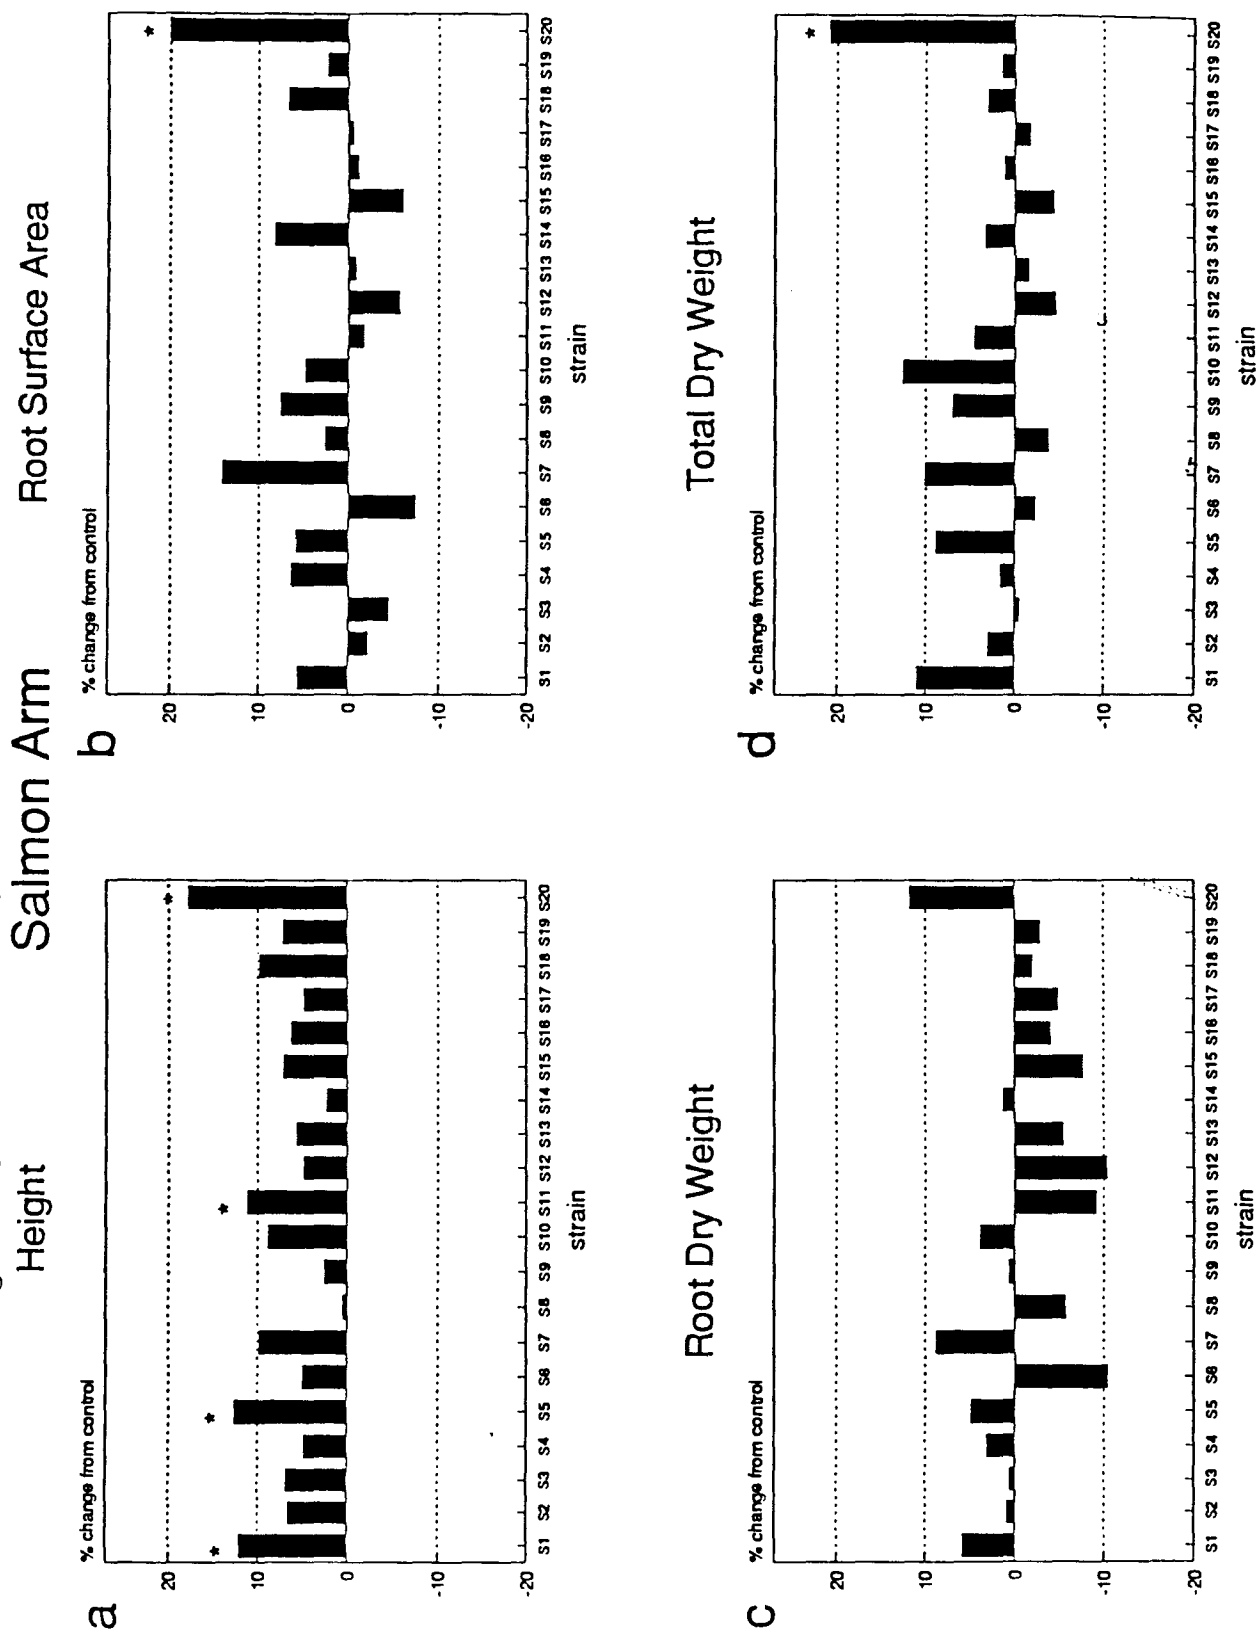 Salmon Arm
Height
Root Surface Area
a
% change from control
20
10
0
-10
-20
S1 S2 S3 S4 S5 S6 S7 S8 S9 S10 S11 S12 S13 S14 S15 S16 S17 S18 S19 S20
strain
* * * *
b
% change from control
20
10
0
-10
-20
S1 S2 S3 S4 S5 S6 S7 S8 S9 S10 S11 S12 S13 S14 S15 S16 S17 S18 S19 S20
strain
*
Root Dry Weight
Total Dry Weight
c
% change from control
20
10
0
-10
-20
S1 S2 S3 S4 S5 S6 S7 S8 S9 S10 S11 S12 S13 S14 S15 S16 S17 S18 S19 S20
strain
d
% change from control
20
10
0
-10
-20
S1 S2 S3 S4 S5 S6 S7 S8 S9 S10 S11 S12 S13 S14 S15 S16 S17 S18 S19 S20
strain
*